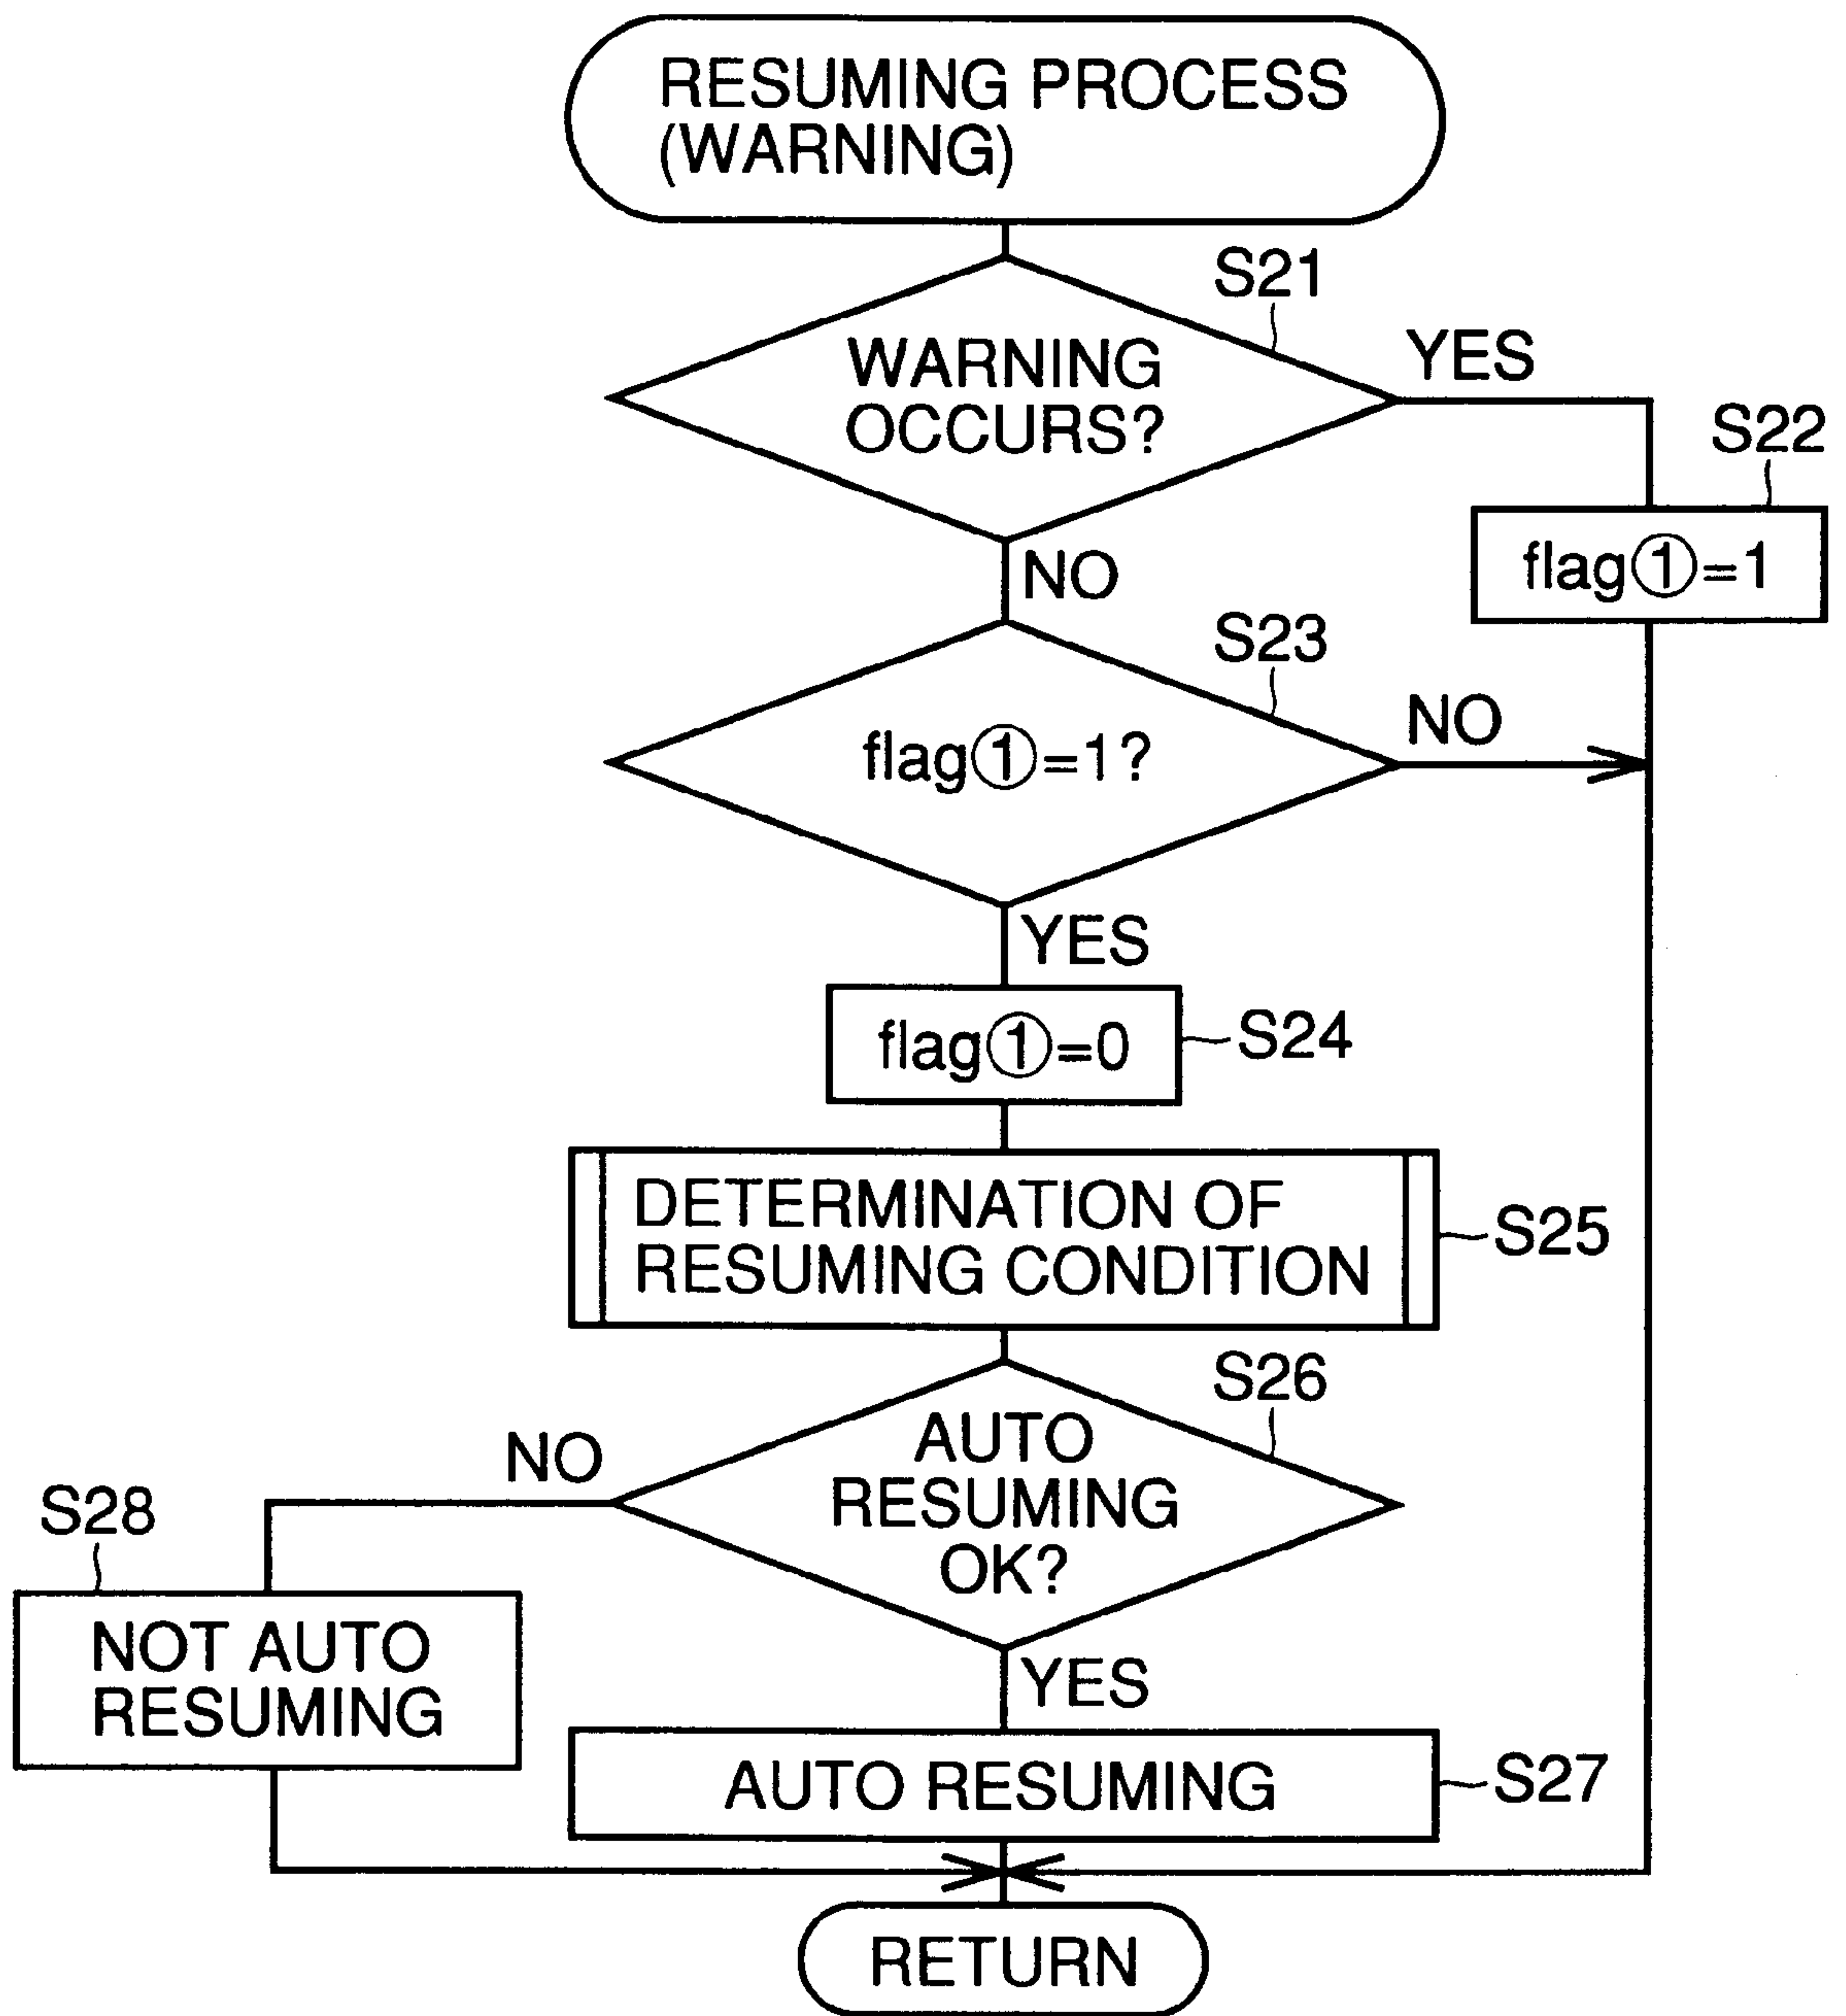 RESUMING PROCESS
(WARNING)
S21
WARNING
OCCURS?
YES
S22
flag①=1
NO
S23
flag①=1?
NO
YES
flag①=0
S24
DETERMINATION OF
RESUMING CONDITION
S25
S26
AUTO
RESUMING
OK?
NO
S28
NOT AUTO
RESUMING
YES
AUTO RESUMING
S27
RETURN